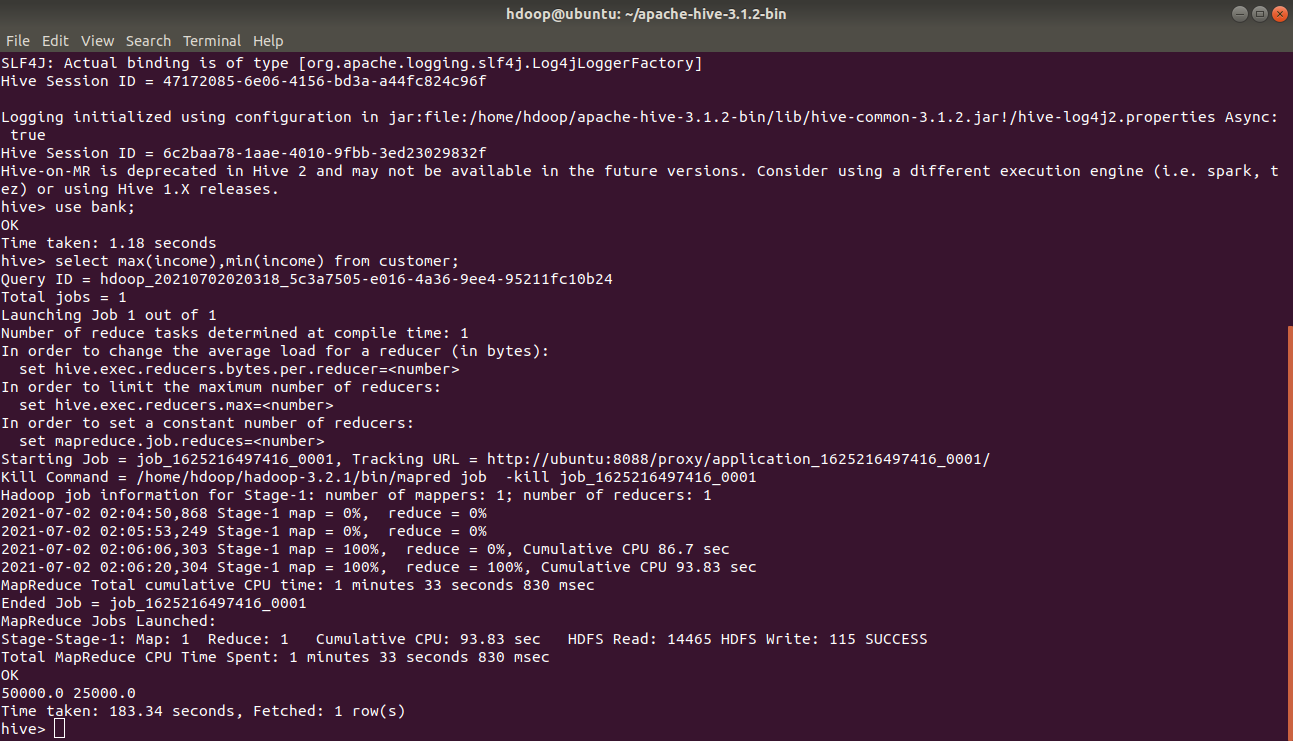 hdoop@ubuntu: ~/apache-hive-3.1.2-bin
File Edit View Search Terminal Help
SLF4J: Actual binding is of type [org.apache.logging.slf4j.Log4jLoggerFactory]
Hive Session ID = 47172085-6e06-4156-bd3a-a44fc824c96f
Logging initialized using configuration in jar:file:/home/hdoop/apache-hive-3.1.2-bin/lib/hive-common-3.1.2.jar!/hive-log4j2.properties Async:
 true
Hive Session ID = 6c2baa78-1aae-4010-9fbb-3ed23029832f
Hive-on-MR is deprecated in Hive 2 and may not be available in the future versions. Consider using a different execution engine (i.e. spark, t
ez) or using Hive 1.X releases.
hive> use bank;
OK
Time taken: 1.18 seconds
hive> select max(income),min(income) from customer;
Query ID = hdoop_20210702020318_5c3a7505-e016-4a36-9ee4-95211fc10b24
Total jobs = 1
Launching Job 1 out of 1
Number of reduce tasks determined at compile time: 1
In order to change the average load for a reducer (in bytes):
  set hive.exec.reducers.bytes.per.reducer=<number>
In order to limit the maximum number of reducers:
  set hive.exec.reducers.max=<number>
In order to set a constant number of reducers:
  set mapreduce.job.reduces=<number>
Starting Job = job_1625216497416_0001, Tracking URL = http://ubuntu:8088/proxy/application_1625216497416_0001/
Kill Command = /home/hdoop/hadoop-3.2.1/bin/mapred job  -kill job_1625216497416_0001
Hadoop job information for Stage-1: number of mappers: 1; number of reducers: 1
2021-07-02 02:04:50,868 Stage-1 map = 0%,  reduce = 0%
2021-07-02 02:05:53,249 Stage-1 map = 0%,  reduce = 0%
2021-07-02 02:06:06,303 Stage-1 map = 100%,  reduce = 0%, Cumulative CPU 86.7 sec
2021-07-02 02:06:20,304 Stage-1 map = 100%,  reduce = 100%, Cumulative CPU 93.83 sec
MapReduce Total cumulative CPU time: 1 minutes 33 seconds 830 msec
Ended Job = job_1625216497416_0001
MapReduce Jobs Launched:
Stage-Stage-1: Map: 1  Reduce: 1   Cumulative CPU: 93.83 sec   HDFS Read: 14465 HDFS Write: 115 SUCCESS
Total MapReduce CPU Time Spent: 1 minutes 33 seconds 830 msec
OK
50000.0 25000.0
Time taken: 183.34 seconds, Fetched: 1 row(s)
hive>